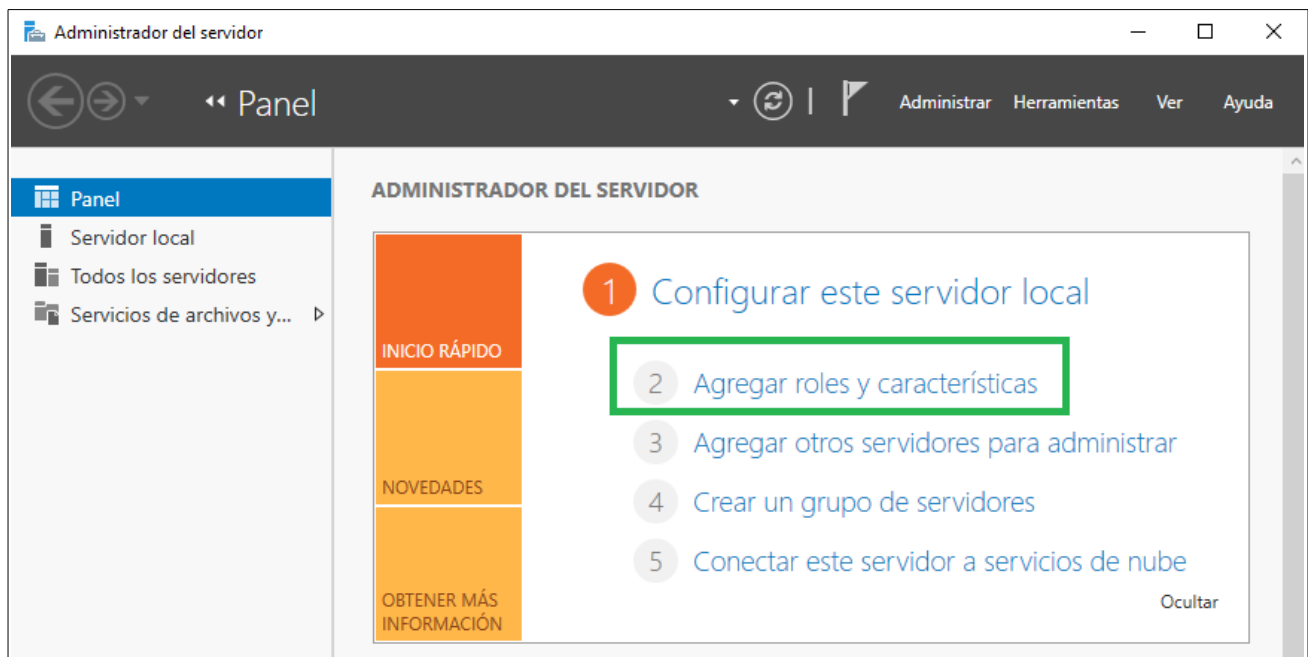 Administrador del servidor
Panel
Administrar Herramientas Ver Ayuda
Panel
Servidor local
Todos los servidores
Servicios de archivos y...
ADMINISTRADOR DEL SERVIDOR
INICIO RÁPIDO
NOVEDADES
OBTENER MÁS
INFORMACIÓN
1 Configurar este servidor local
2 Agregar roles y características
3 Agregar otros servidores para administrar
4 Crear un grupo de servidores
5 Conectar este servidor a servicios de nube
Ocultar